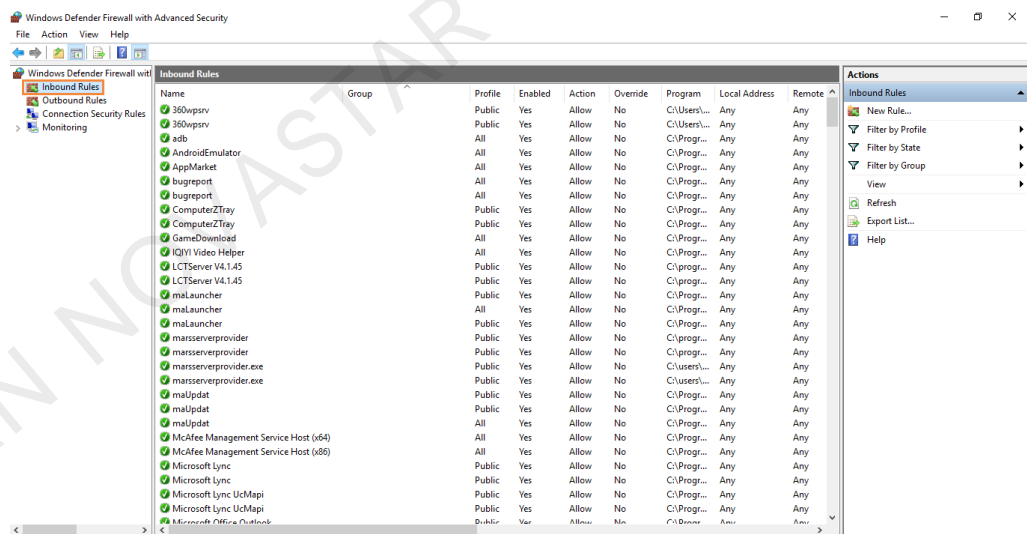 Windows Defender Firewall with Advanced Security
File Action View Help
Windows Defender Firewall witl
Inbound Rules
Outbound Rules
Connection Security Rules
Monitoring
Inbound Rules
Name Group Profile Enabled Action Override Program Local Address Remote
360wpsrv Public Yes Allow No C:\Users\... Any Any
360wpsrv Public Yes Allow No C:\Users\... Any Any
adb All Yes Allow No C:\Progr... Any Any
AndroidEmulator All Yes Allow No C:\Progr... Any Any
AppMarket All Yes Allow No C:\Progr... Any Any
bugreport All Yes Allow No C:\Progr... Any Any
bugreport All Yes Allow No C:\Progr... Any Any
ComputerZTray Public Yes Allow No C:\Progr... Any Any
ComputerZTray Public Yes Allow No C:\Progr... Any Any
GameDownload All Yes Allow No C:\Progr... Any Any
IQIYI Video Helper All Yes Allow No C:\Progr... Any Any
LCTServer V4.1.45 Public Yes Allow No C:\progr... Any Any
LCTServer V4.1.45 Public Yes Allow No C:\progr... Any Any
maLauncher Public Yes Allow No C:\Progr... Any Any
maLauncher All Yes Allow No C:\Progr... Any Any
maLauncher Public Yes Allow No C:\Progr... Any Any
marsserverprovider Public Yes Allow No C:\progr... Any Any
marsserverprovider Public Yes Allow No C:\progr... Any Any
marsserverprovider.exe Public Yes Allow No C:\users\... Any Any
marsserverprovider.exe Public Yes Allow No C:\users\... Any Any
maUpdat Public Yes Allow No C:\Progr... Any Any
maUpdat Public Yes Allow No C:\Progr... Any Any
maUpdat All Yes Allow No C:\Progr... Any Any
McAfee Management Service Host (x64) All Yes Allow No C:\Progr... Any Any
McAfee Management Service Host (x86) All Yes Allow No C:\Progr... Any Any
Microsoft Lync Public Yes Allow No C:\Progr... Any Any
Microsoft Lync Public Yes Allow No C:\Progr... Any Any
Microsoft Lync UcMapi Public Yes Allow No C:\Progr... Any Any
Microsoft Lync UcMapi Public Yes Allow No C:\Progr... Any Any
Microsoft Office Outlook Public Yes Allow No C:\Progr... Any Any
Actions
Inbound Rules
New Rule...
Filter by Profile
Filter by State
Filter by Group
View
Refresh
Export List...
Help
NOVASTAR